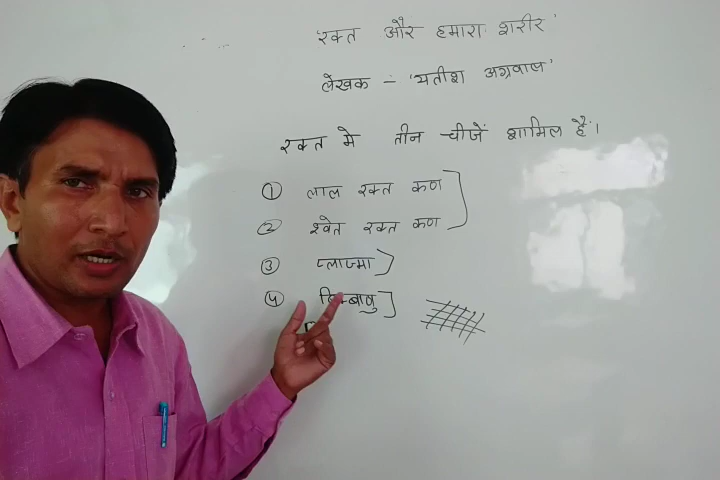 'रक्त और हमारा शरीर'
लेखक - 'यतीश अग्रवाल'
रक्त मे तीन चीजें शामिल हैं।
① लाल रक्त कण
② श्वेत रक्त कण
③ प्लाज्मा
④